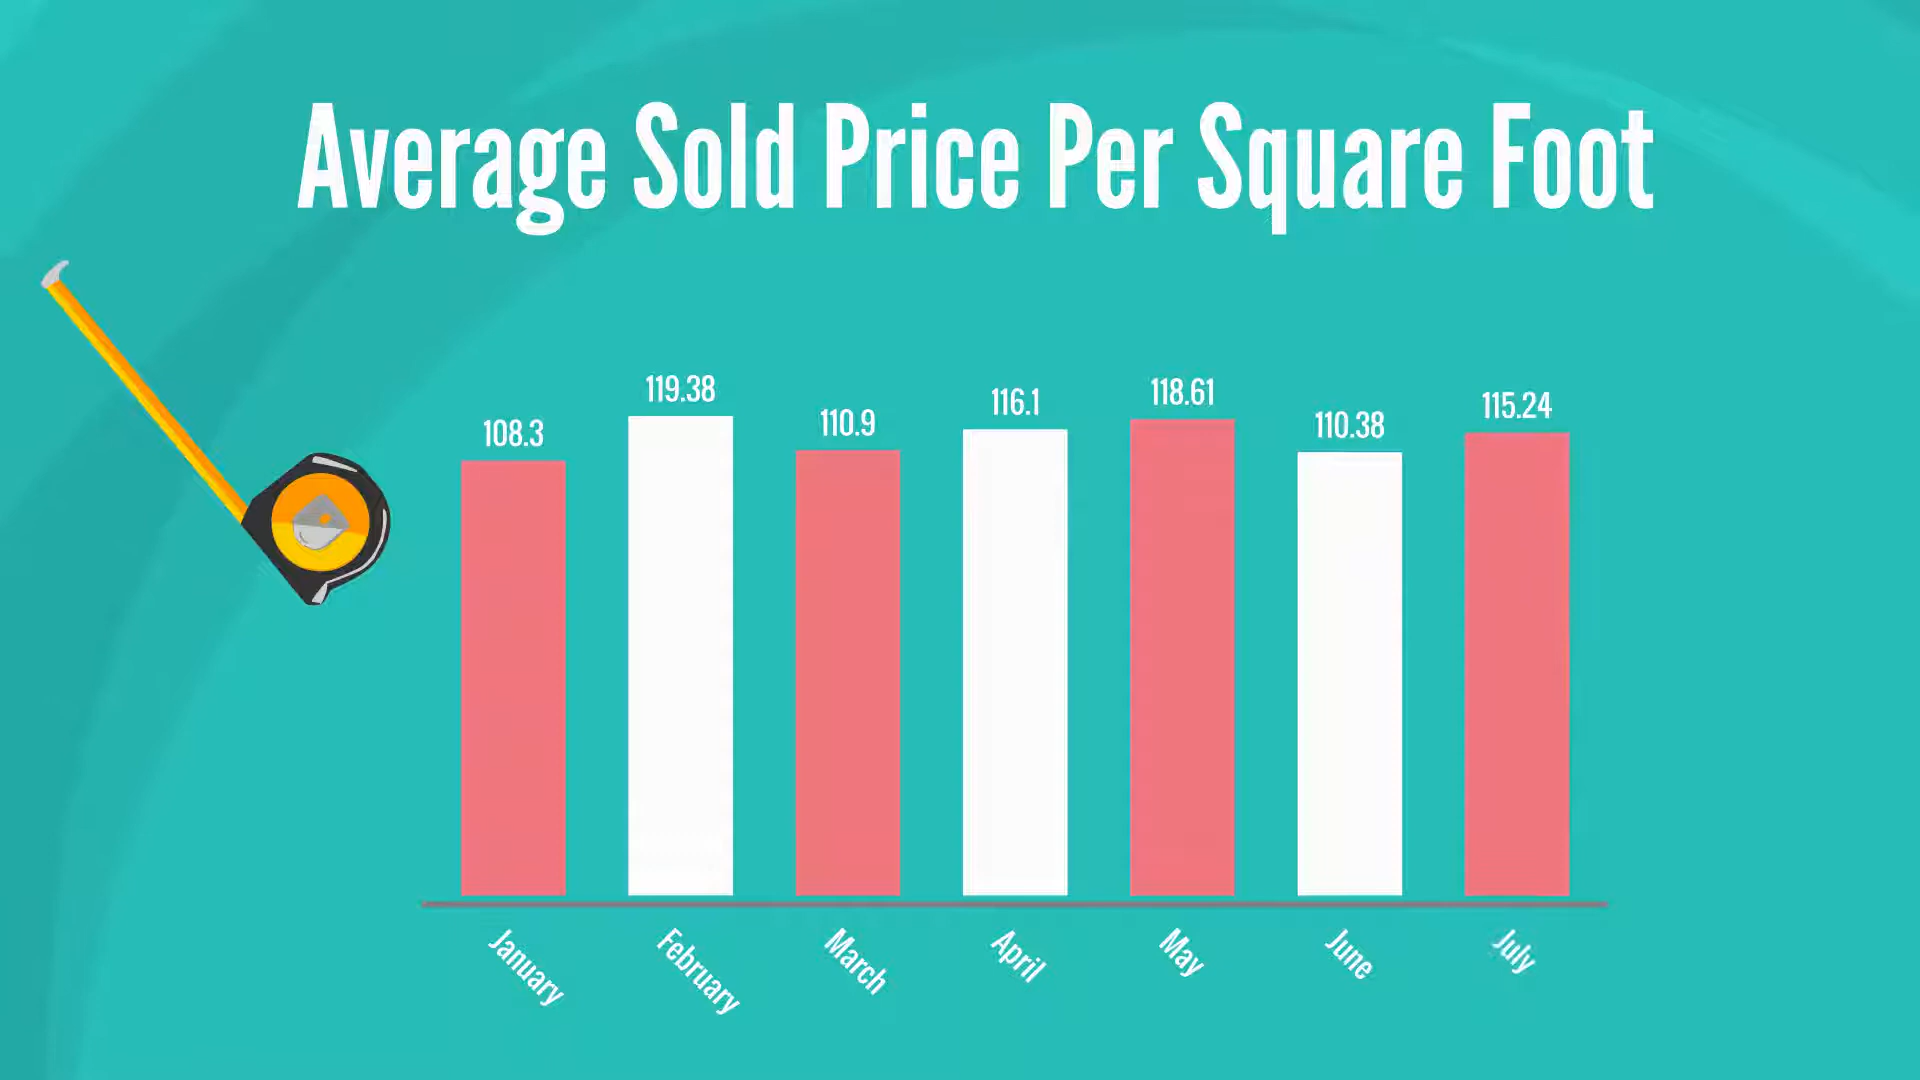 Average Sold Price Per Square Foot
108.3
119.38
110.9
116.1
118.61
110.38
115.24
January
February
March
April
May
June
July